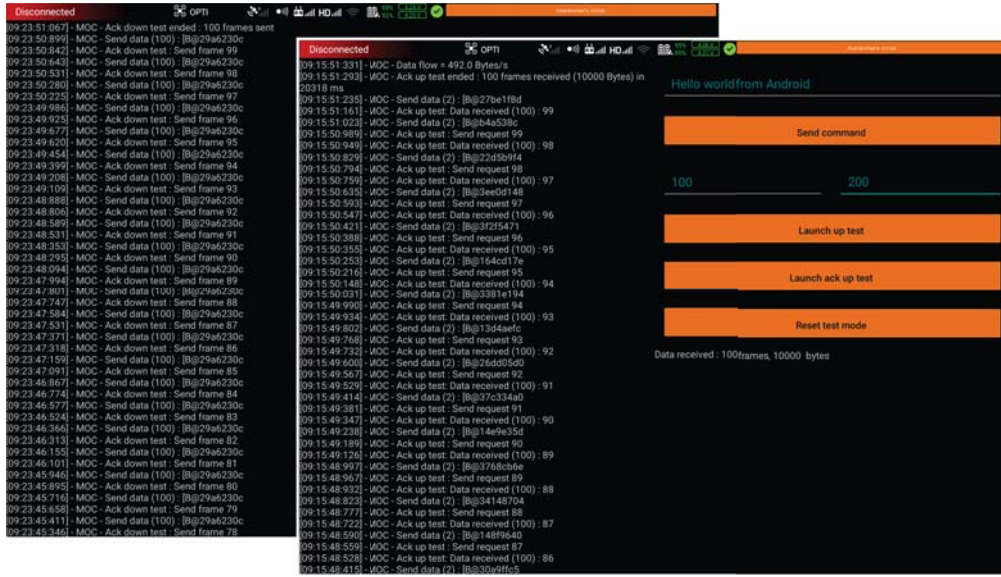 Disconnected
OPTI
HD
[09:23:51:067] - MOC - Ack down test ended : 100 frames sent
[09:23:50:899] - MOC - Send data (100) : [B@29a6230c
[09:23:50:842] - MOC - Ack down test : Send frame 99
[09:23:50:643] - MOC - Send data (100) : [B@29a6230c
[09:23:50:531] - MOC - Ack down test : Send frame 98
[09:23:50:280] - MOC - Send data (100) : [B@29a6230c
[09:23:50:225] - MOC - Ack down test : Send frame 97
[09:23:49:986] - MOC - Send data (100) : [B@29a6230c
[09:23:49:925] - MOC - Ack down test : Send frame 96
[09:23:49:677] - MOC - Send data (100) : [B@29a6230c
[09:23:49:620] - MOC - Ack down test : Send frame 95
[09:23:49:454] - MOC - Send data (100) : [B@29a6230c
[09:23:49:399] - MOC - Ack down test : Send frame 94
[09:23:49:208] - MOC - Send data (100) : [B@29a6230c
[09:23:49:109] - MOC - Ack down test : Send frame 93
[09:23:48:888] - MOC - Send data (100) : [B@29a6230c
[09:23:48:806] - MOC - Ack down test : Send frame 92
[09:23:48:589] - MOC - Send data (100) : [B@29a6230c
[09:23:48:531] - MOC - Ack down test : Send frame 91
[09:23:48:353] - MOC - Send data (100) : [B@29a6230c
[09:23:48:295] - MOC - Ack down test : Send frame 90
[09:23:48:094] - MOC - Send data (100) : [B@29a6230c
[09:23:47:994] - MOC - Ack down test : Send frame 89
[09:23:47:801] - MOC - Send data (100) : [B@29a6230c
[09:23:47:747] - MOC - Ack down test : Send frame 88
[09:23:47:584] - MOC - Send data (100) : [B@29a6230c
[09:23:47:531] - MOC - Ack down test : Send frame 87
[09:23:47:371] - MOC - Send data (100) : [B@29a6230c
[09:23:47:318] - MOC - Ack down test : Send frame 86
[09:23:47:159] - MOC - Send data (100) : [B@29a6230c
[09:23:47:091] - MOC - Ack down test : Send frame 85
[09:23:46:867] - MOC - Send data (100) : [B@29a6230c
[09:23:46:774] - MOC - Ack down test : Send frame 84
[09:23:46:577] - MOC - Send data (100) : [B@29a6230c
[09:23:46:524] - MOC - Ack down test : Send frame 83
[09:23:46:366] - MOC - Send data (100) : [B@29a6230c
[09:23:46:313] - MOC - Ack down test : Send frame 82
[09:23:46:155] - MOC - Send data (100) : [B@29a6230c
[09:23:46:101] - MOC - Ack down test : Send frame 81
[09:23:45:946] - MOC - Send data (100) : [B@29a6230c
[09:23:45:895] - MOC - Ack down test : Send frame 80
[09:23:45:716] - MOC - Send data (100) : [B@29a6230c
[09:23:45:658] - MOC - Ack down test : Send frame 79
[09:23:45:411] - MOC - Send data (100) : [B@29a6230c
[09:23:45:346] - MOC - Ack down test : Send frame 78
Disconnected
OPTI
HD
[09:15:51:331] - MOC - Data flow = 492.0 Bytes/s
[09:15:51:293] - MOC - Ack up test ended : 100 frames received (10000 Bytes) in
20318 ms
[09:15:51:235] - MOC - Send data (2) : [B@27be1f8d
[09:15:51:161] - MOC - Ack up test: Data received (100) : 99
[09:15:51:023] - MOC - Send data (2) : [B@b4a538c
[09:15:50:989] - MOC - Ack up test : Send request 99
[09:15:50:949] - MOC - Ack up test: Data received (100) : 98
[09:15:50:829] - MOC - Send data (2) : [B@22d5b9f4
[09:15:50:794] - MOC - Ack up test : Send request 98
[09:15:50:759] - MOC - Ack up test: Data received (100) : 97
[09:15:50:635] - MOC - Send data (2) : [B@3ee0d148
[09:15:50:593] - MOC - Ack up test : Send request 97
[09:15:50:547] - MOC - Ack up test: Data received (100) : 96
[09:15:50:421] - MOC - Send data (2) : [B@3f2f5471
[09:15:50:388] - MOC - Ack up test : Send request 96
[09:15:50:355] - MOC - Ack up test: Data received (100) : 95
[09:15:50:253] - MOC - Send data (2) : [B@164cd17e
[09:15:50:216] - MOC - Ack up test : Send request 95
[09:15:50:148] - MOC - Ack up test: Data received (100) : 94
[09:15:50:031] - MOC - Send data (2) : [B@3381e194
[09:15:49:990] - MOC - Ack up test : Send request 94
[09:15:49:934] - MOC - Ack up test: Data received (100) : 93
[09:15:49:802] - MOC - Send data (2) : [B@13d4aefc
[09:15:49:768] - MOC - Ack up test : Send request 93
[09:15:49:732] - MOC - Ack up test: Data received (100) : 92
[09:15:49:600] - MOC - Send data (2) : [B@26dd05d0
[09:15:49:567] - MOC - Ack up test : Send request 92
[09:15:49:529] - MOC - Ack up test: Data received (100) : 91
[09:15:49:414] - MOC - Send data (2) : [B@37c334a0
[09:15:49:381] - MOC - Ack up test : Send request 91
[09:15:49:347] - MOC - Ack up test: Data received (100) : 90
[09:15:49:238] - MOC - Send data (2) : [B@14e9e35d
[09:15:49:189] - MOC - Ack up test : Send request 90
[09:15:49:126] - MOC - Ack up test: Data received (100) : 89
[09:15:48:997] - MOC - Send data (2) : [B@3768cb6e
[09:15:48:967] - MOC - Ack up test : Send request 89
[09:15:48:932] - MOC - Ack up test: Data received (100) : 88
[09:15:48:823] - MOC - Send data (2) : [B@34148704
[09:15:48:777] - MOC - Ack up test : Send request 88
[09:15:48:722] - MOC - Ack up test: Data received (100) : 87
[09:15:48:590] - MOC - Send data (2) : [B@148f9640
[09:15:48:559] - MOC - Ack up test : Send request 87
[09:15:48:528] - MOC - Ack up test: Data received (100) : 86
[09:15:48:415] - MOC - Send data (2) : [B@30a9ffc5
Hello worldfrom Android
Send command
100
200
Launch up test
Launch ack up test
Reset test mode
Data received : 100frames, 10000 bytes